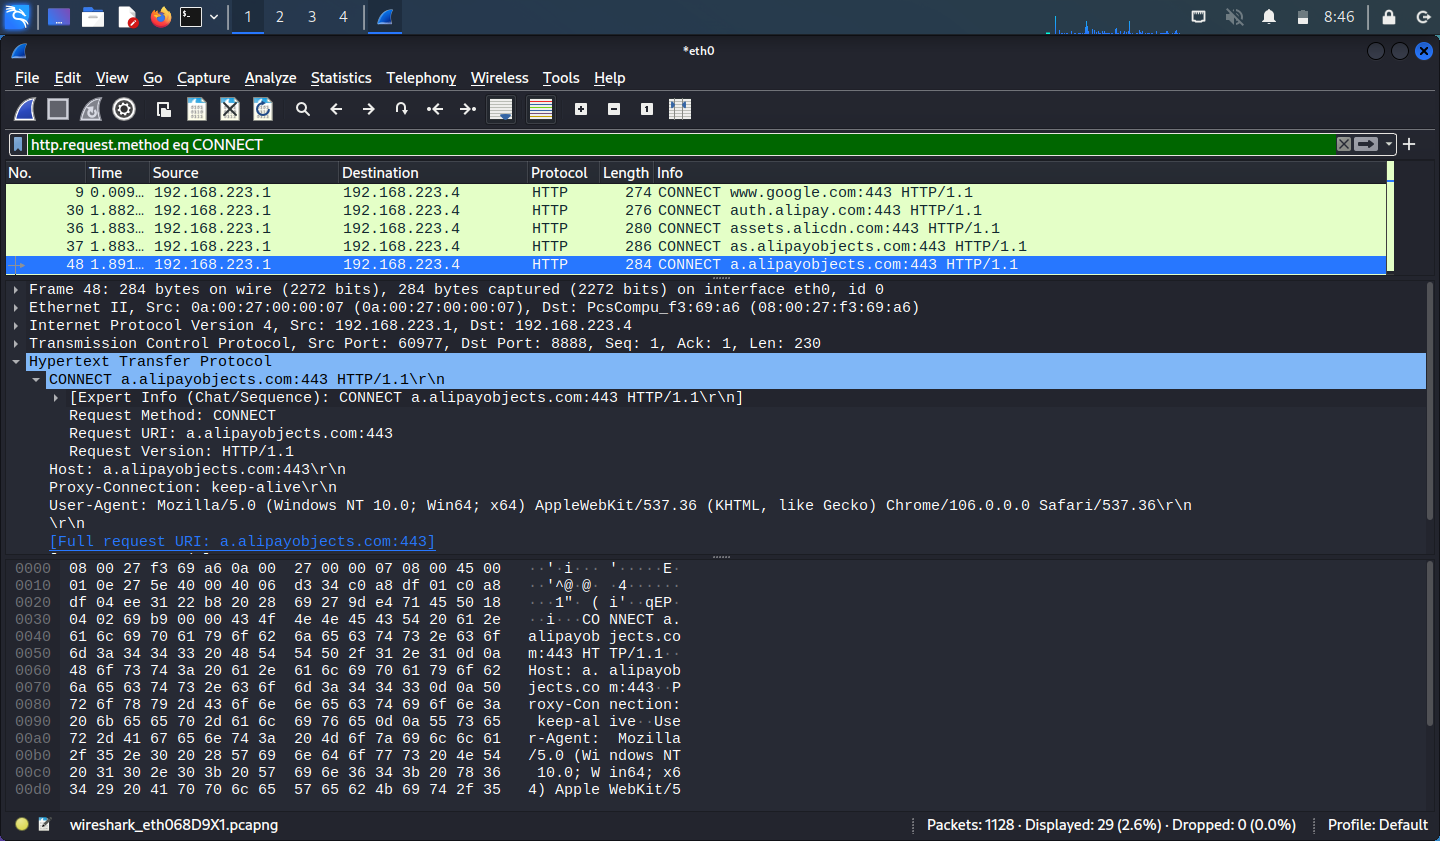 1 2 3 4 8:46
*eth0
File Edit View Go Capture Analyze Statistics Telephony Wireless Tools Help
http.request.method eq CONNECT
No. Time Source Destination Protocol Length Info
9 0.009… 192.168.223.1 192.168.223.4 HTTP 274 CONNECT www.google.com:443 HTTP/1.1
30 1.882… 192.168.223.1 192.168.223.4 HTTP 276 CONNECT auth.alipay.com:443 HTTP/1.1
36 1.883… 192.168.223.1 192.168.223.4 HTTP 280 CONNECT assets.alicdn.com:443 HTTP/1.1
37 1.883… 192.168.223.1 192.168.223.4 HTTP 286 CONNECT as.alipayobjects.com:443 HTTP/1.1
48 1.891… 192.168.223.1 192.168.223.4 HTTP 284 CONNECT a.alipayobjects.com:443 HTTP/1.1
Frame 48: 284 bytes on wire (2272 bits), 284 bytes captured (2272 bits) on interface eth0, id 0
Ethernet II, Src: 0a:00:27:00:00:07 (0a:00:27:00:00:07), Dst: PcsCompu_f3:69:a6 (08:00:27:f3:69:a6)
Internet Protocol Version 4, Src: 192.168.223.1, Dst: 192.168.223.4
Transmission Control Protocol, Src Port: 60977, Dst Port: 8888, Seq: 1, Ack: 1, Len: 230
Hypertext Transfer Protocol
CONNECT a.alipayobjects.com:443 HTTP/1.1\r\n
[Expert Info (Chat/Sequence): CONNECT a.alipayobjects.com:443 HTTP/1.1\r\n]
Request Method: CONNECT
Request URI: a.alipayobjects.com:443
Request Version: HTTP/1.1
Host: a.alipayobjects.com:443\r\n
Proxy-Connection: keep-alive\r\n
User-Agent: Mozilla/5.0 (Windows NT 10.0; Win64; x64) AppleWebKit/537.36 (KHTML, like Gecko) Chrome/106.0.0.0 Safari/537.36\r\n
\r\n
[Full request URI: a.alipayobjects.com:443]
0000 08 00 27 f3 69 a6 0a 00 27 00 00 07 08 00 45 00 ··'·i··· '·····E·
0010 01 0e 27 5e 40 00 40 06 d3 34 c0 a8 df 01 c0 a8 ··'^@·@· ·4······
0020 df 04 ee 31 22 b8 20 28 69 27 9d e4 71 45 50 18 ···1"· ( i'··qEP·
0030 04 02 69 b9 00 00 43 4f 4e 4e 45 43 54 20 61 2e ··i···CO NNECT a.
0040 61 6c 69 70 61 79 6f 62 6a 65 63 74 73 2e 63 6f alipayob jects.co
0050 6d 3a 34 34 33 20 48 54 54 50 2f 31 2e 31 0d 0a m:443 HT TP/1.1··
0060 48 6f 73 74 3a 20 61 2e 61 6c 69 70 61 79 6f 62 Host: a. alipayob
0070 6a 65 63 74 73 2e 63 6f 6d 3a 34 34 33 0d 0a 50 jects.co m:443··P
0080 72 6f 78 79 2d 43 6f 6e 6e 65 63 74 69 6f 6e 3a roxy-Con nection:
0090 20 6b 65 65 70 2d 61 6c 69 76 65 0d 0a 55 73 65 keep-al ive··Use
00a0 72 2d 41 67 65 6e 74 3a 20 4d 6f 7a 69 6c 6c 61 r-Agent: Mozilla
00b0 2f 35 2e 30 20 28 57 69 6e 64 6f 77 73 20 4e 54 /5.0 (Wi ndows NT
00c0 20 31 30 2e 30 3b 20 57 69 6e 36 34 3b 20 78 36 10.0; W in64; x6
00d0 34 29 20 41 70 70 6c 65 57 65 62 4b 69 74 2f 35 4) Apple WebKit/5
wireshark_eth068D9X1.pcapng Packets: 1128 · Displayed: 29 (2.6%) · Dropped: 0 (0.0%) Profile: Default